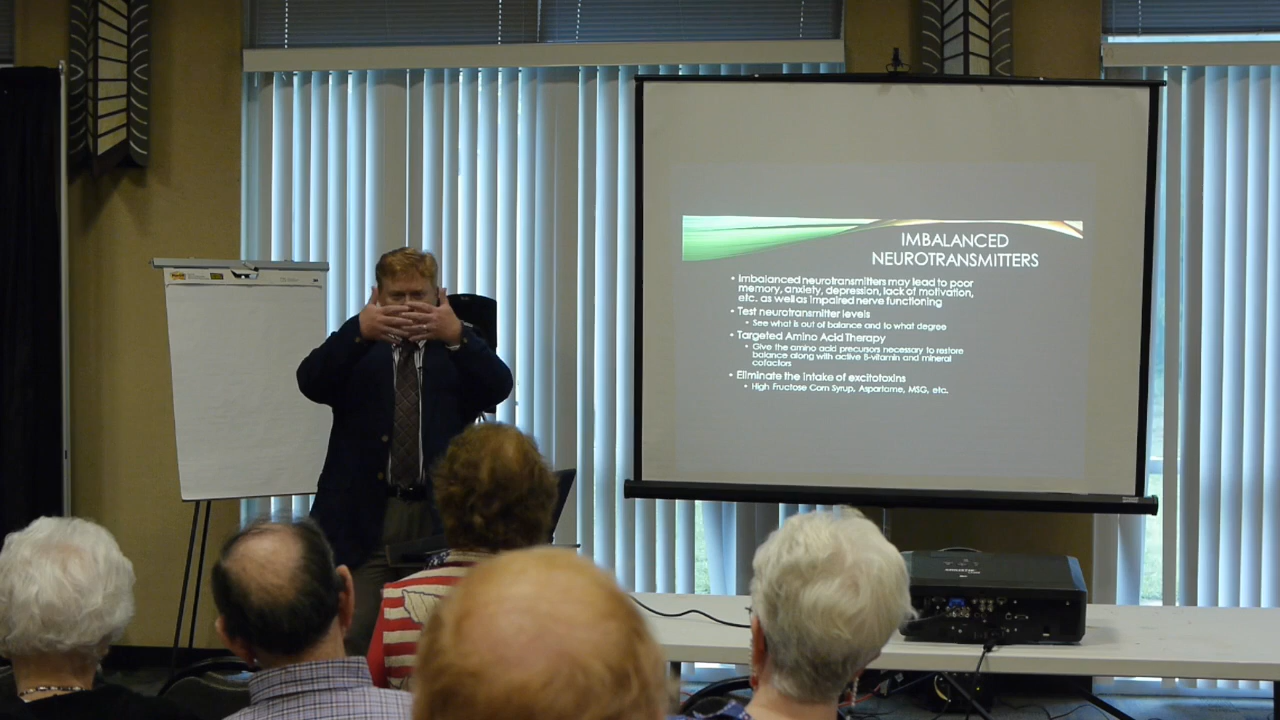 IMBALANCED
NEUROTRANSMITTERS
• Imbalanced neurotransmitters may lead to poor
memory, anxiety, depression, lack of motivation,
etc. as well as impaired nerve functioning
• Test neurotransmitter levels
• See what is out of balance and to what degree
• Targeted Amino Acid Therapy
• Give the amino acid precursors necessary to restore
balance along with active B-vitamin and mineral
cofactors
• Eliminate the intake of excitotoxins
• High Fructose Corn Syrup, Aspartame, MSG, etc.